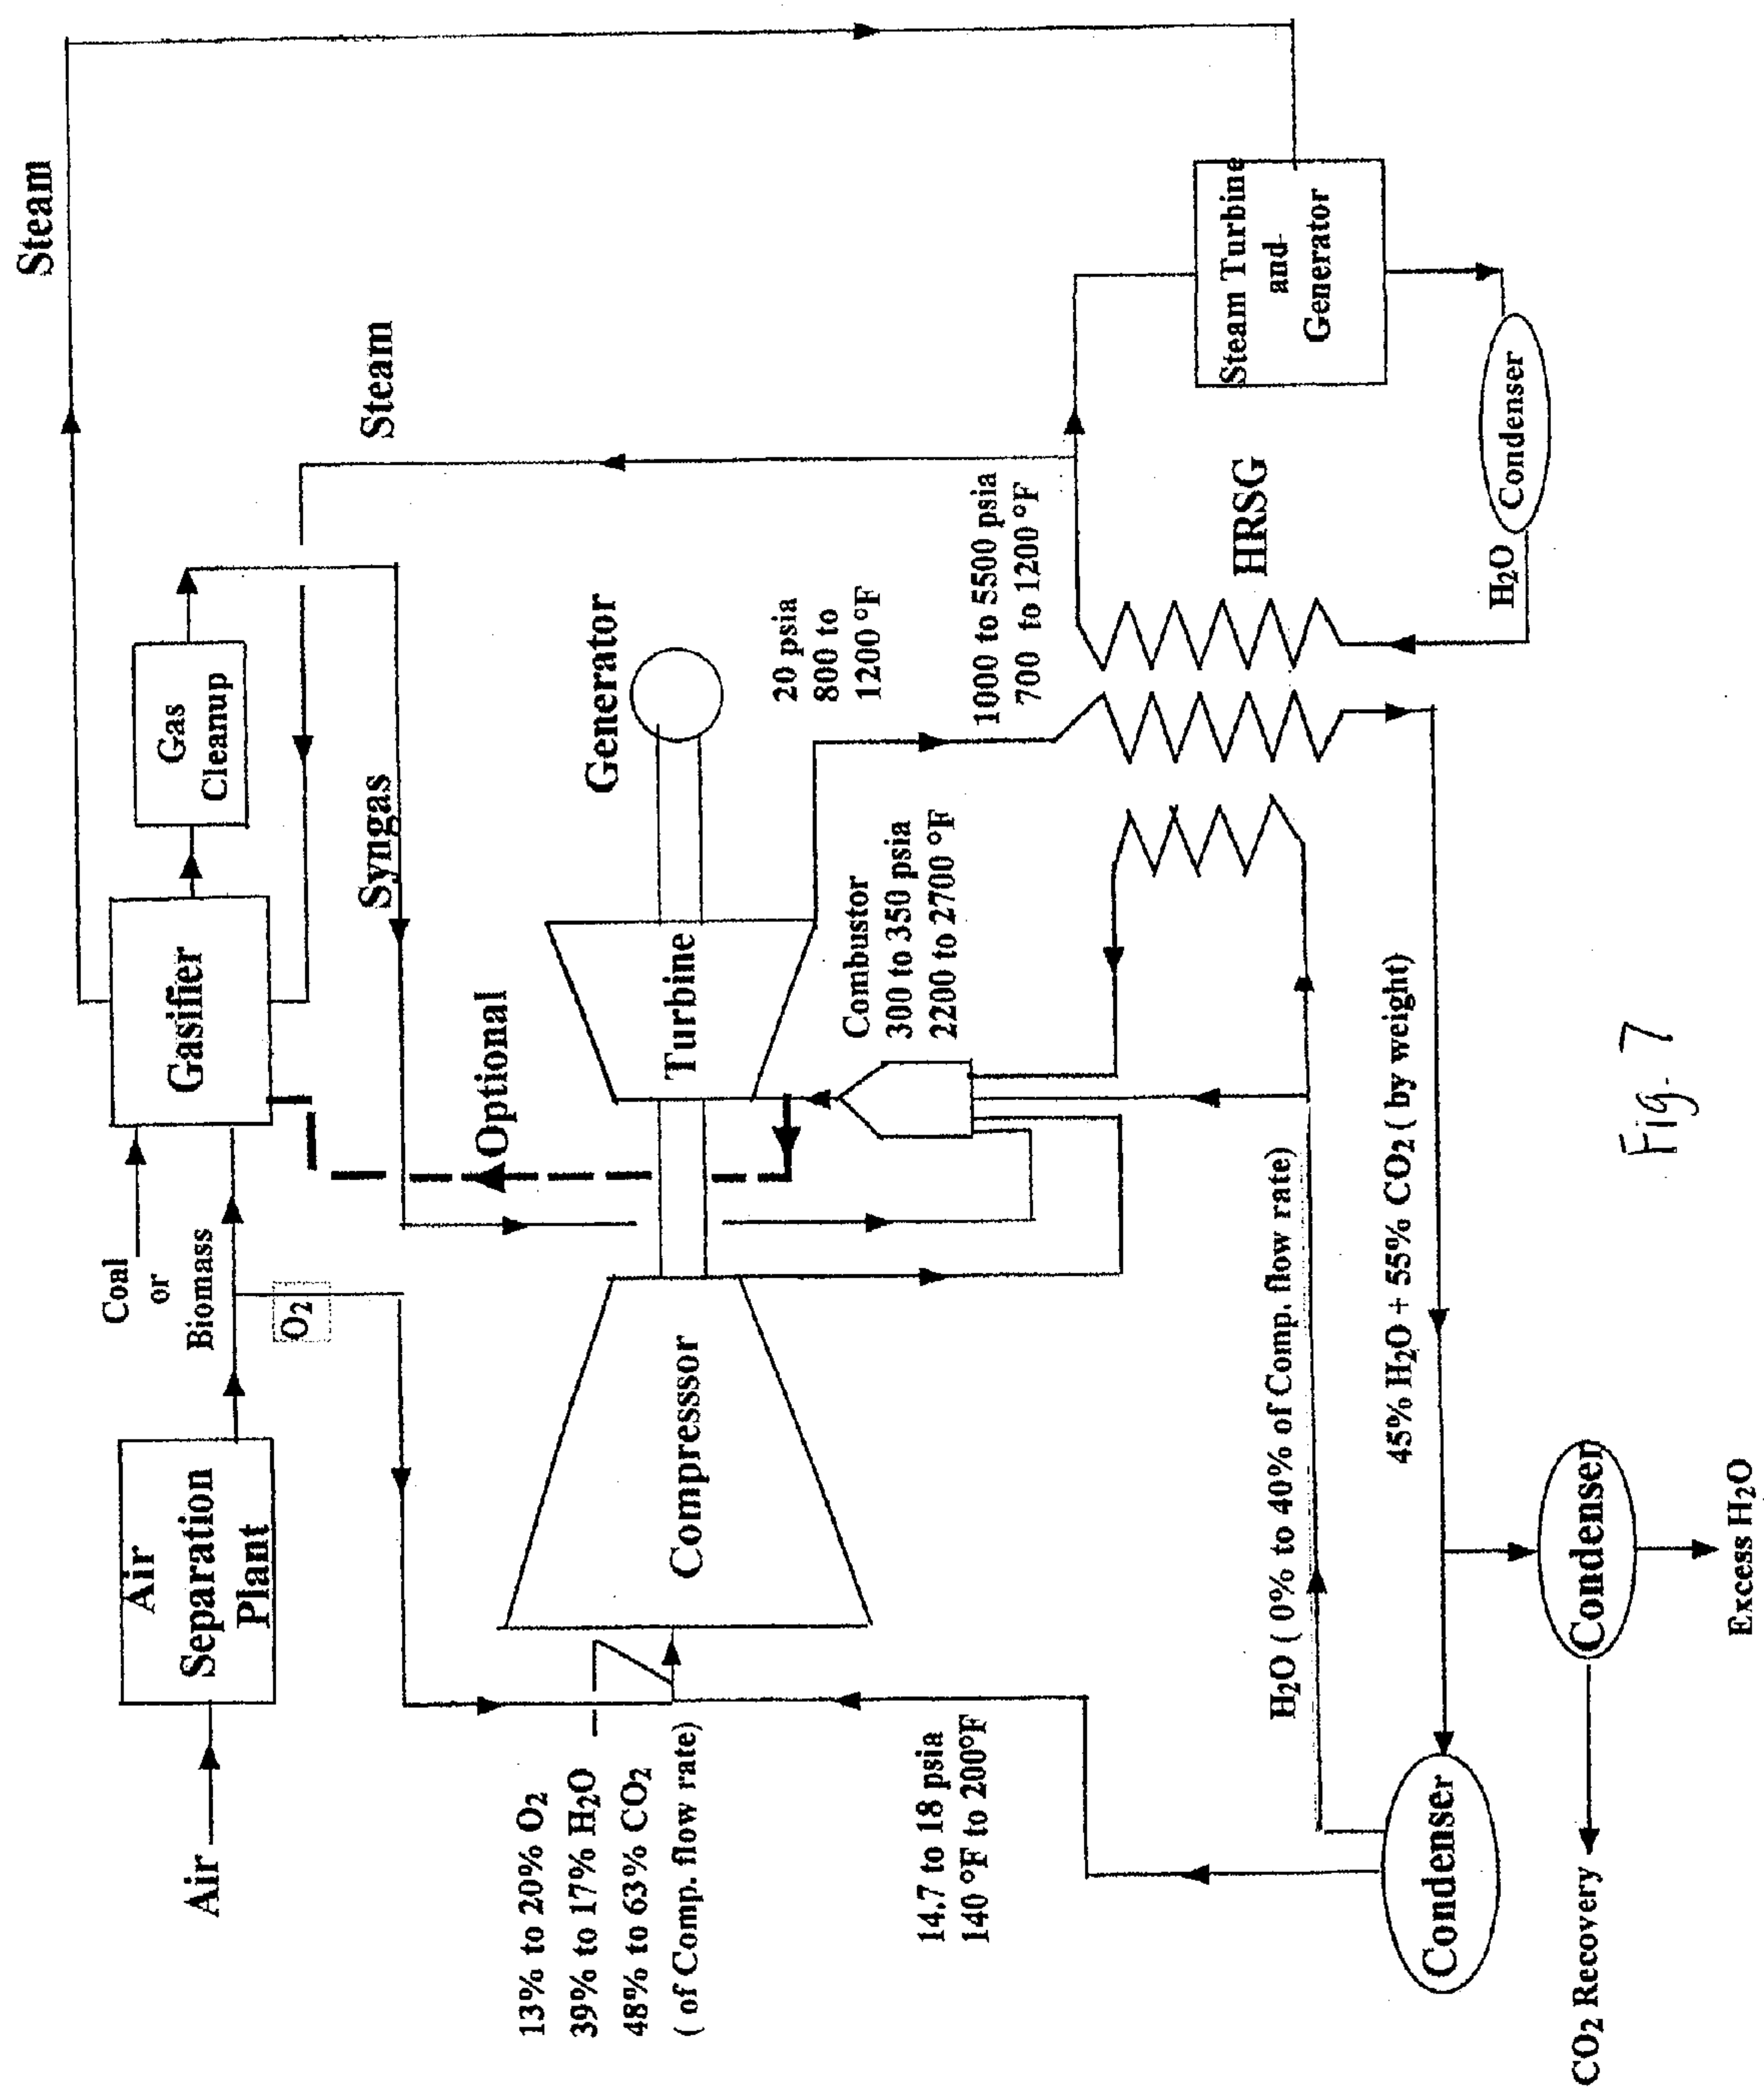 Air
Air
Separation
Plant
Coal
or
Biomass
O2
Gasifier
Gas
Cleanup
Steam
Steam
Syngas
Optional
13% to 20% O2
39% to 17% H2O
48% to 63% CO2
( of Comp. flow rate)
Compressor
Turbine
Generator
20 psia
800 to
1200 °F
Combustor
300 to 350 psia
2200 to 2700 °F
1000 to 5500 psia
700 to 1200 °F
HRSG
Steam Turbine
and
Generator
Condenser
H2O
14.7 to 18 psia
140 °F to 200°F
H2O ( 0% to 40% of Comp. flow rate)
45% H2O + 55% CO2 ( by weight)
Condenser
Condenser
CO2 Recovery
Excess H2O
Fig. 7